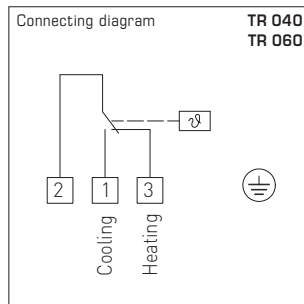 Connecting diagram
TR 040
TR 060
ϑ
2
1
3
Cooling
Heating